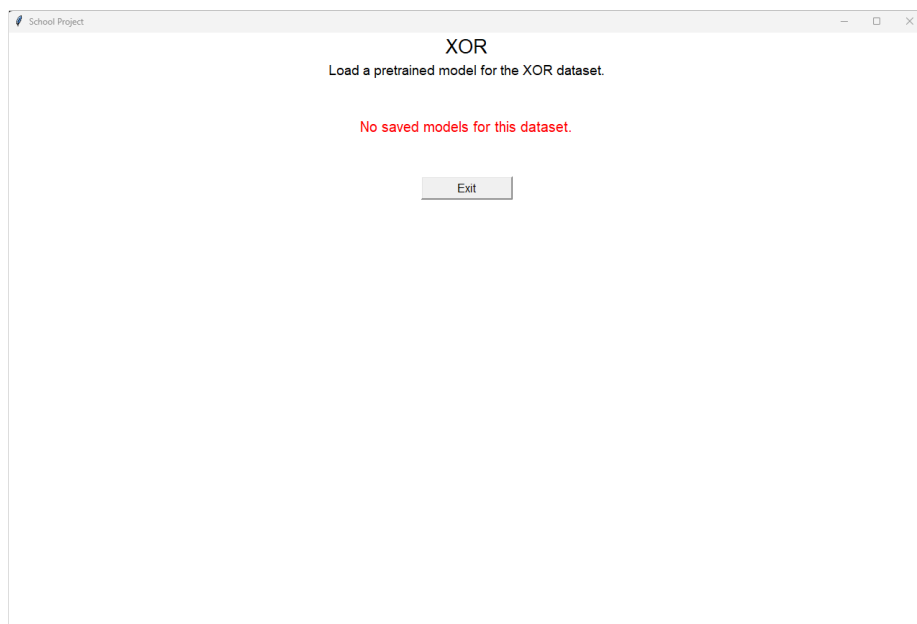 School Project
XOR
Load a pretrained model for the XOR dataset.
No saved models for this dataset.
Exit